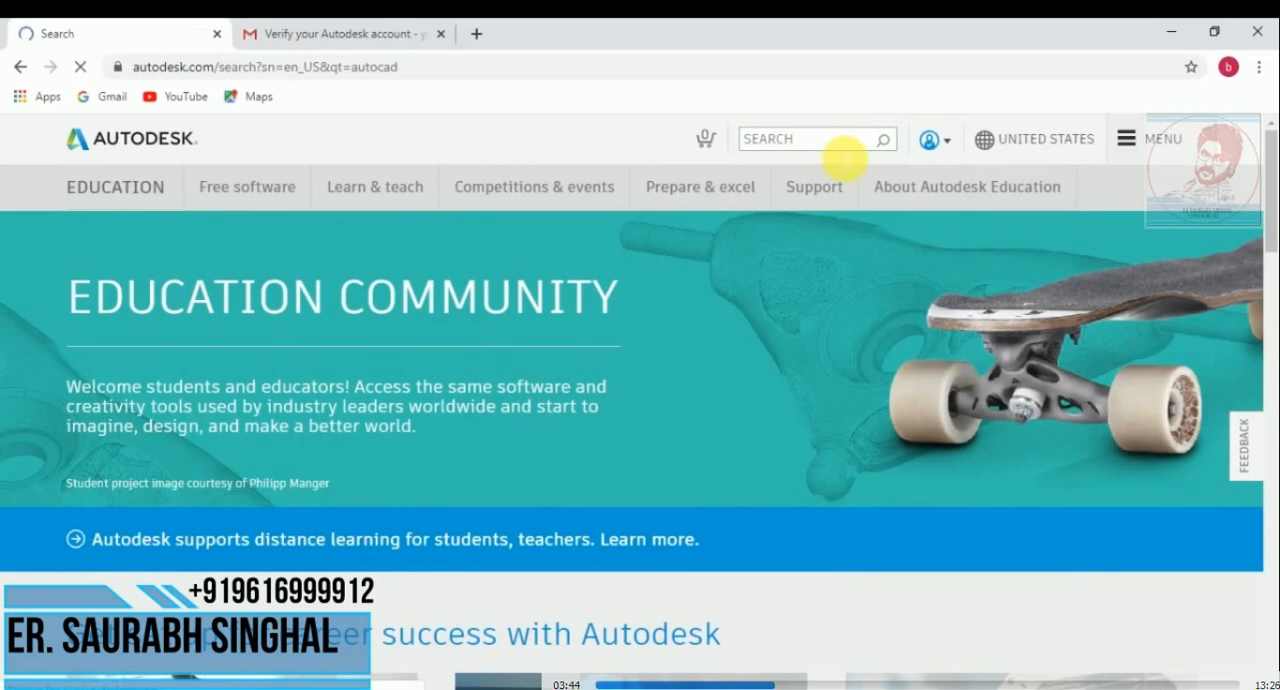 Search
Verify your Autodesk account - y
autodesk.com/search?sn=en_US&qt=autocad
b
Apps
Gmail
YouTube
Maps
AUTODESK.
0
SEARCH
UNITED STATES
MENU
EDUCATION
Free software
Learn & teach
Competitions & events
Prepare & excel
Support
About Autodesk Education
EDUCATION COMMUNITY
Welcome students and educators! Access the same software and
creativity tools used by industry leaders worldwide and start to
imagine, design, and make a better world.
Student project image courtesy of Philipp Manger
FEEDBACK
Autodesk supports distance learning for students, teachers. Learn more.
+919616999912
ER. SAURABH SINGHAL
success with Autodesk
03:44
13:26